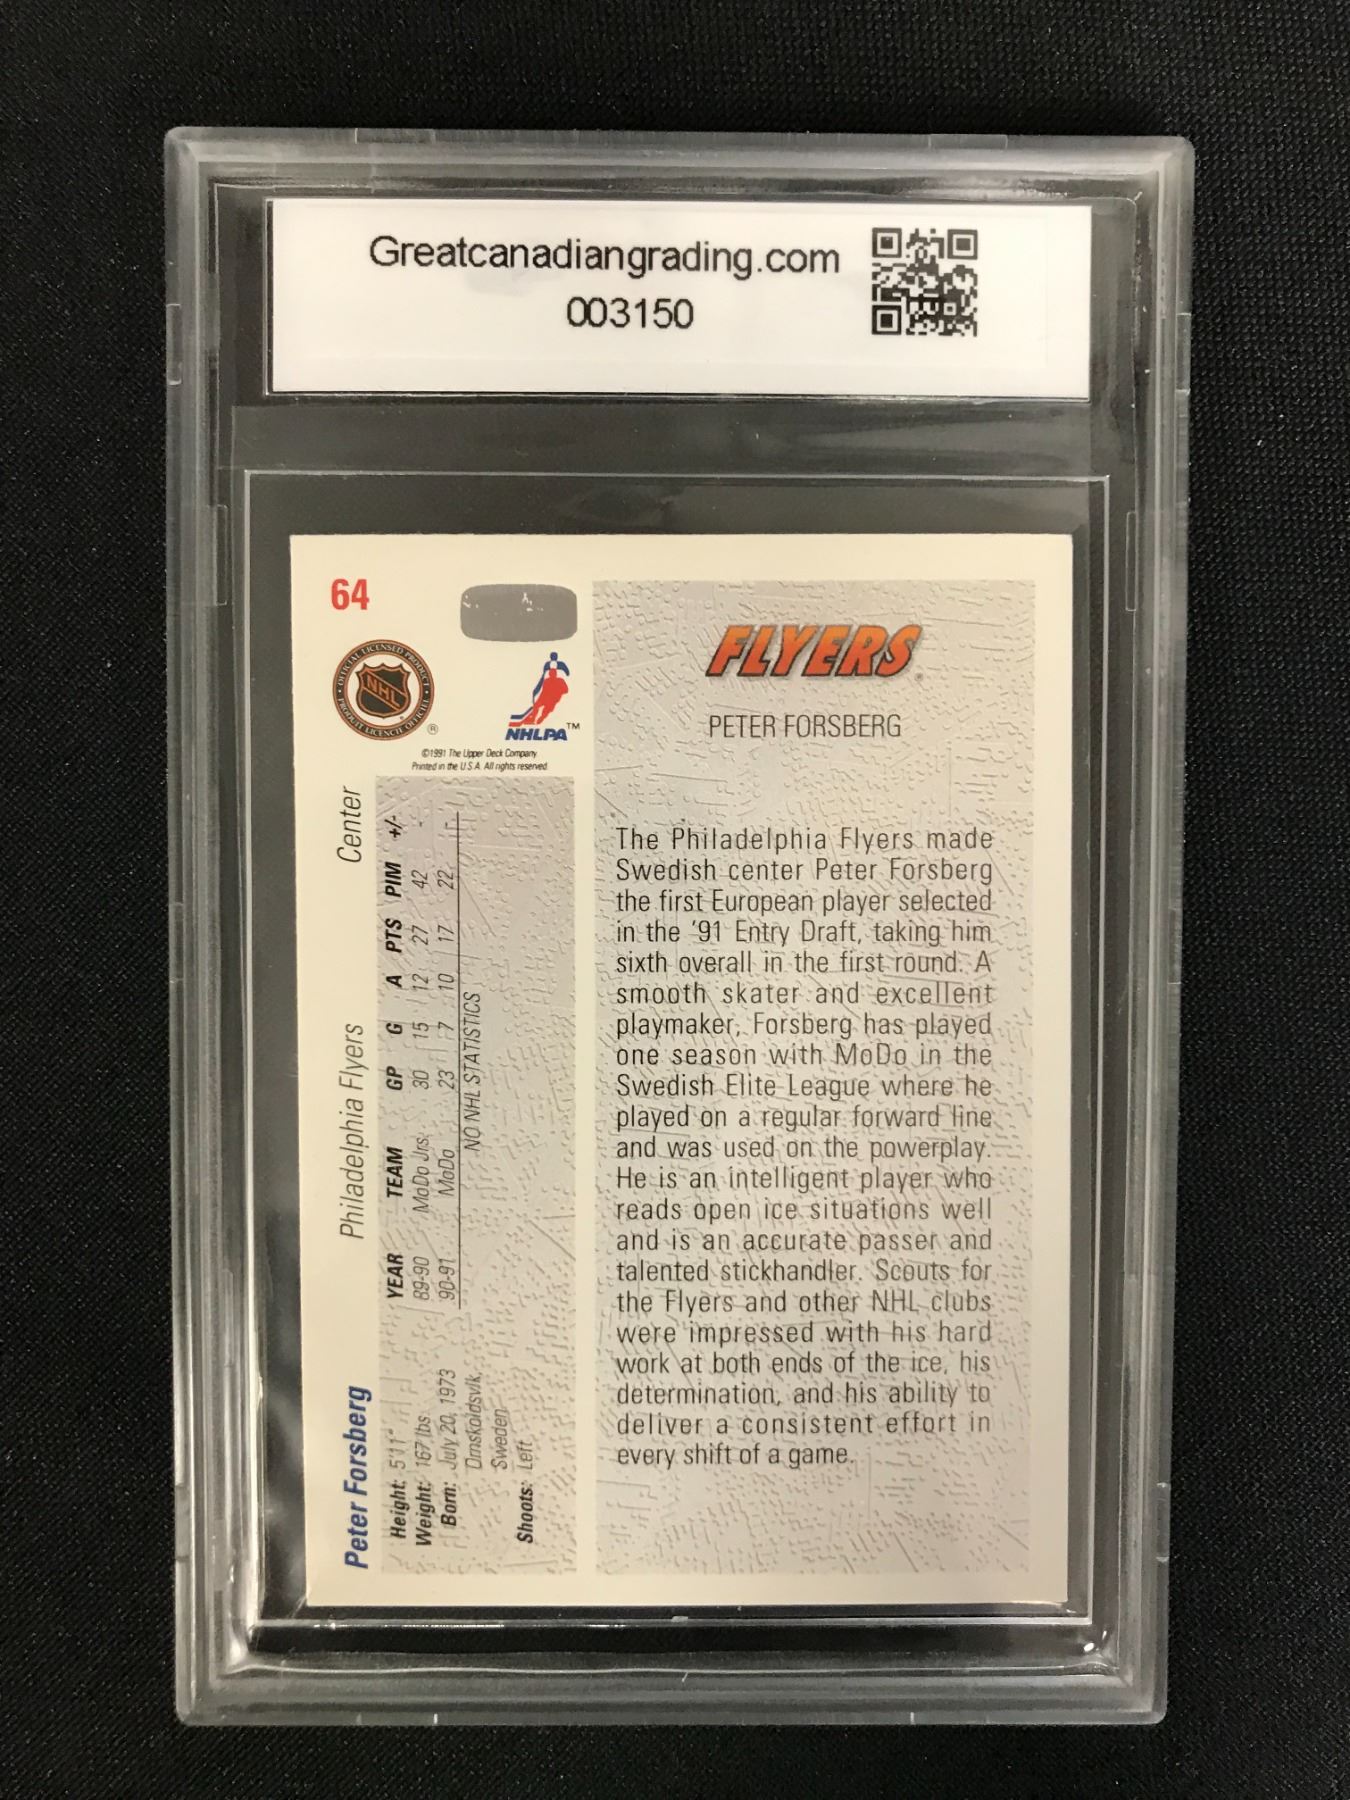 Greatcanadiangrading.com
003150
64
OFFICIAL LICENSED PRODUCT
NHL
PRODUIT LICENCIE OFFICIEL
®
NHLPA™
©1991 The Upper Deck Company.
Printed in the U.S.A. All rights reserved.
Peter Forsberg Philadelphia Flyers Center
Height: 5'11"
Weight: 167 lbs.
Born: July 20, 1973
Ornskoldsvik,
Sweden
Shoots: Left
YEAR TEAM GP G A PTS PIM +/-
89-90 MoDo Jrs. 30 15 12 27 42 -
90-91 MoDo 23 7 10 17 22 -
NO NHL STATISTICS
FLYERS®
PETER FORSBERG
The Philadelphia Flyers made
Swedish center Peter Forsberg
the first European player selected
in the '91 Entry Draft, taking him
sixth overall in the first round. A
smooth skater and excellent
playmaker, Forsberg has played
one season with MoDo in the
Swedish Elite League where he
played on a regular forward line
and was used on the powerplay.
He is an intelligent player who
reads open ice situations well
and is an accurate passer and
talented stickhandler. Scouts for
the Flyers and other NHL clubs
were impressed with his hard
work at both ends of the ice, his
determination, and his ability to
deliver a consistent effort in
every shift of a game.